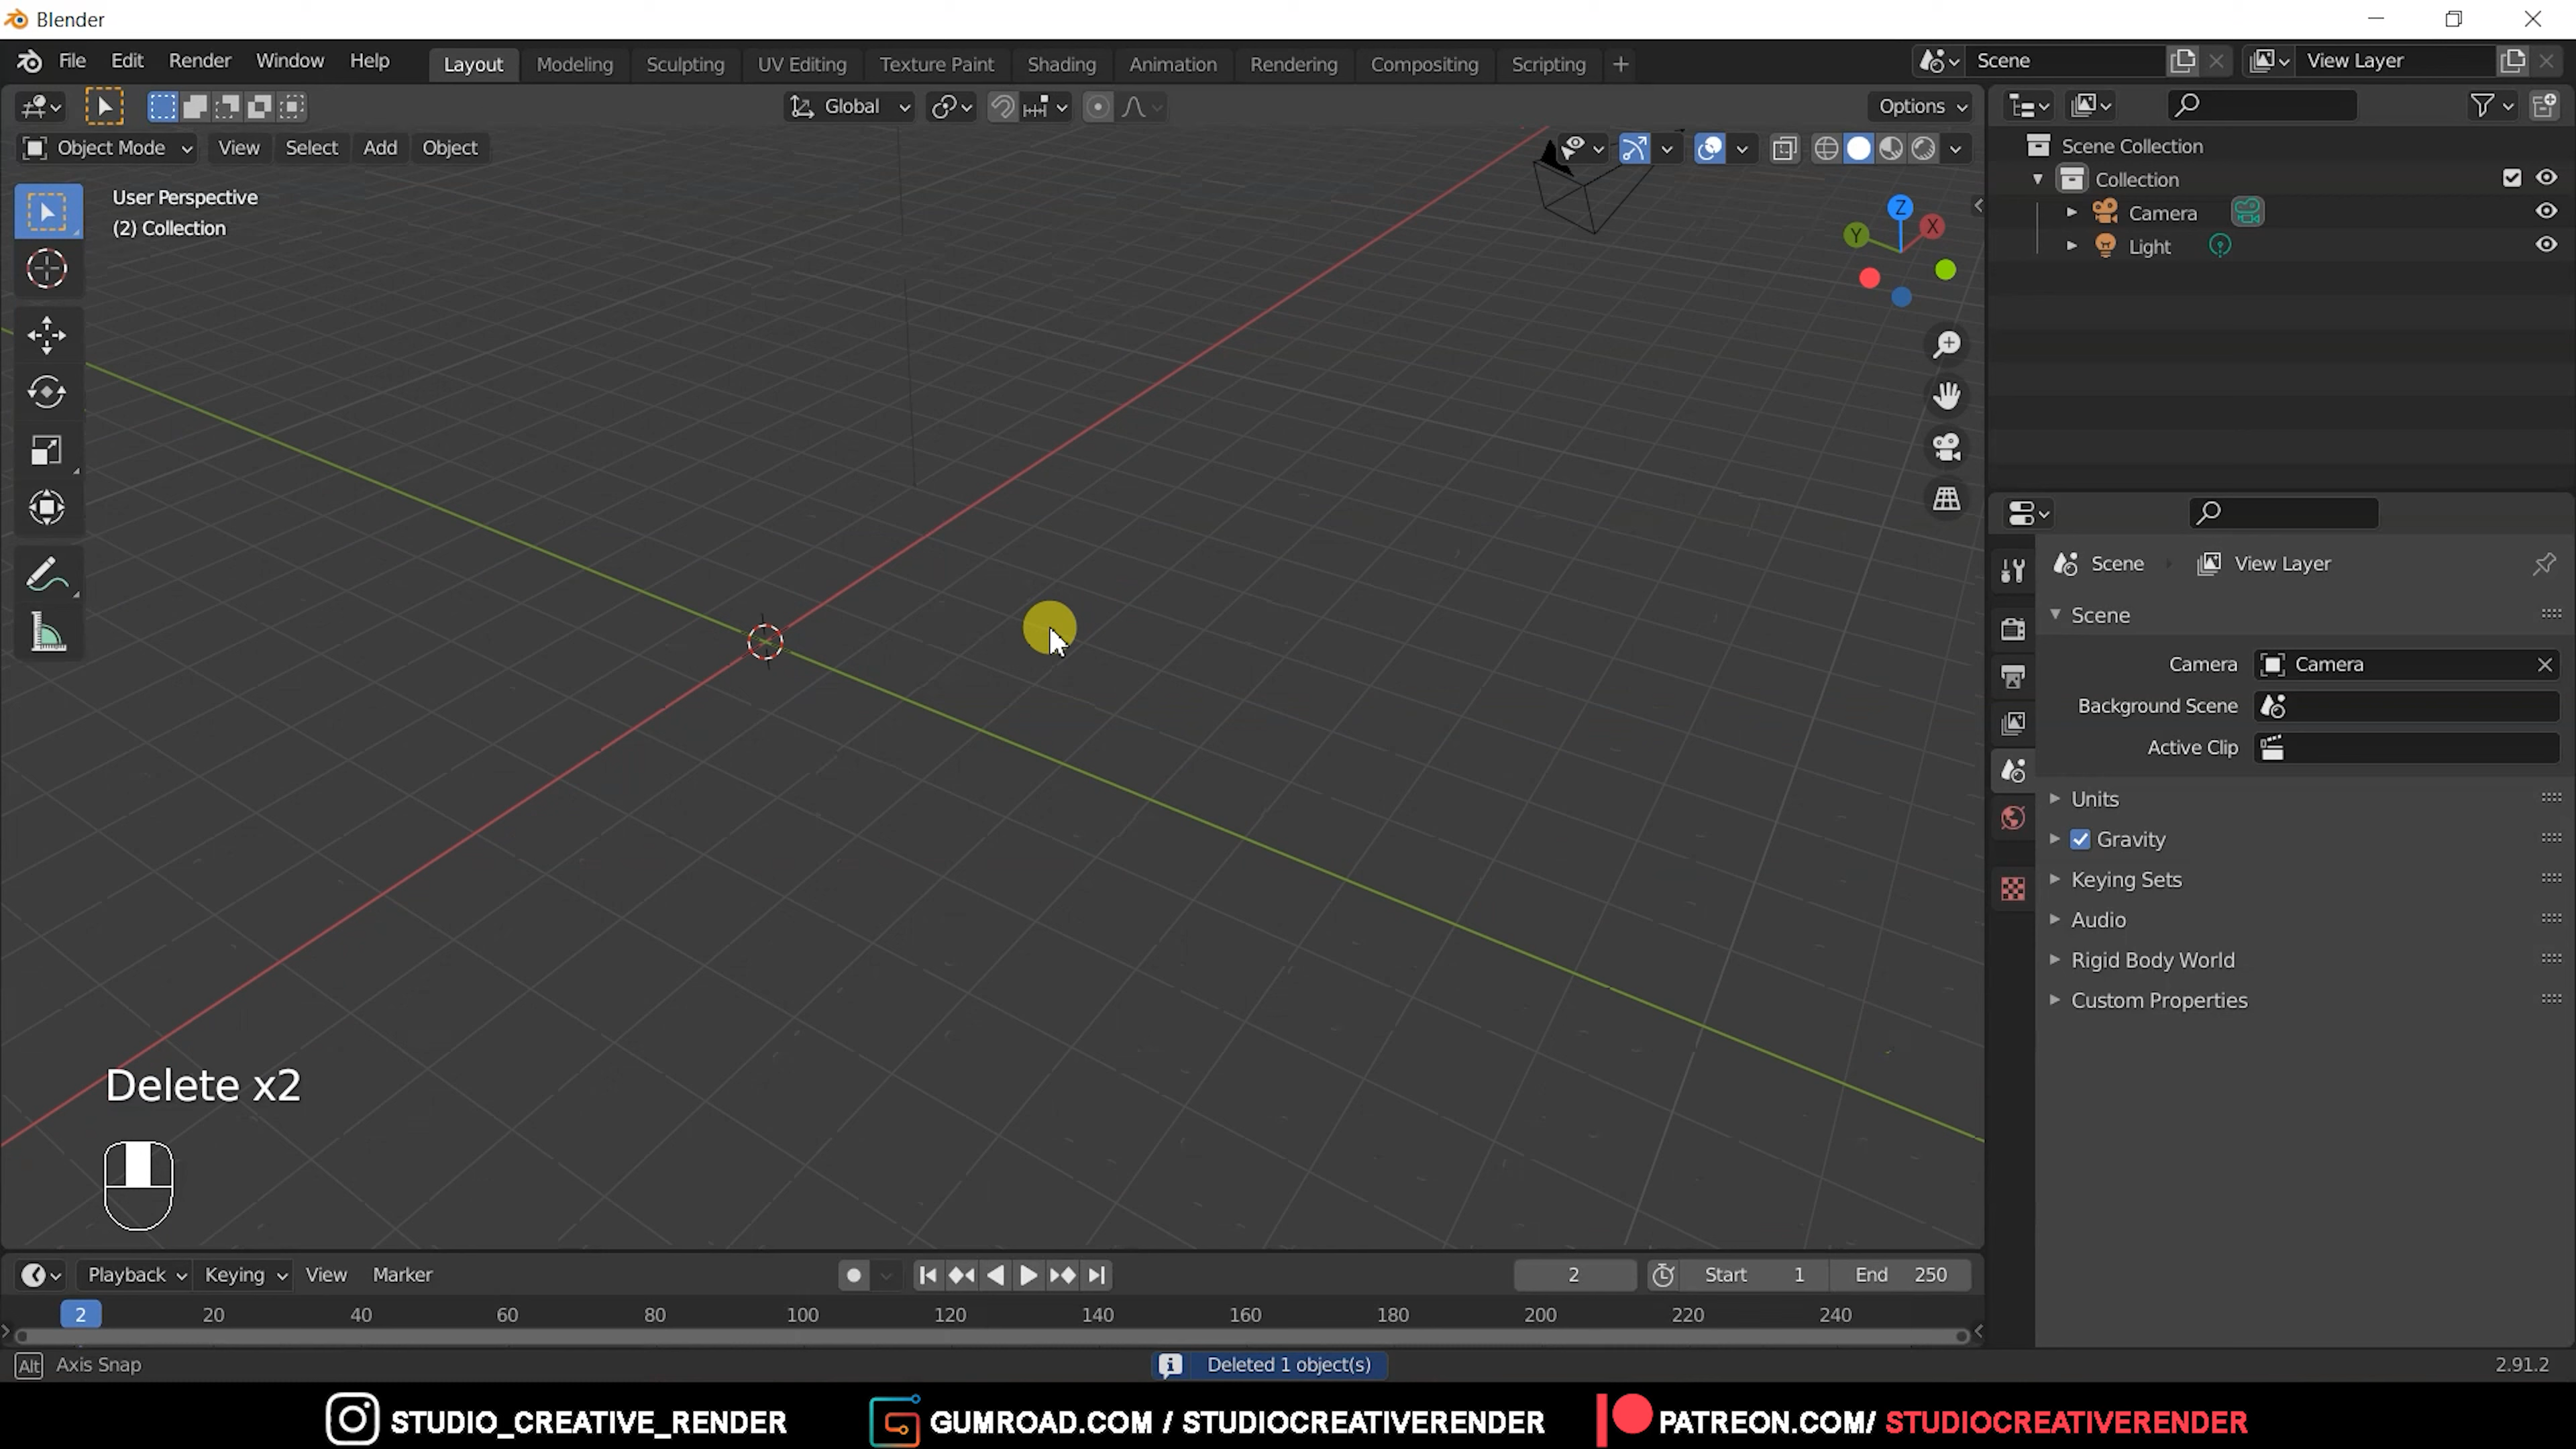 Blender
File Edit Render Window Help Layout Modeling Sculpting UV Editing Texture Paint Shading Animation Rendering Compositing Scripting + Scene View Layer
Global Options
Object Mode View Select Add Object
User Perspective
(2) Collection
Z
Y
X
Scene Collection
Collection
Camera
Light
Scene View Layer
Scene
Camera Camera
Background Scene
Active Clip
Units
Gravity
Keying Sets
Audio
Rigid Body World
Custom Properties
Delete x2
Playback Keying View Marker 2 Start 1 End 250
2 20 40 60 80 100 120 140 160 180 200 220 240
Alt Axis Snap Deleted 1 object(s) 2.91.2
STUDIO_CREATIVE_RENDER GUMROAD.COM / STUDIOCREATIVERENDER PATREON.COM/ STUDIOCREATIVERENDER